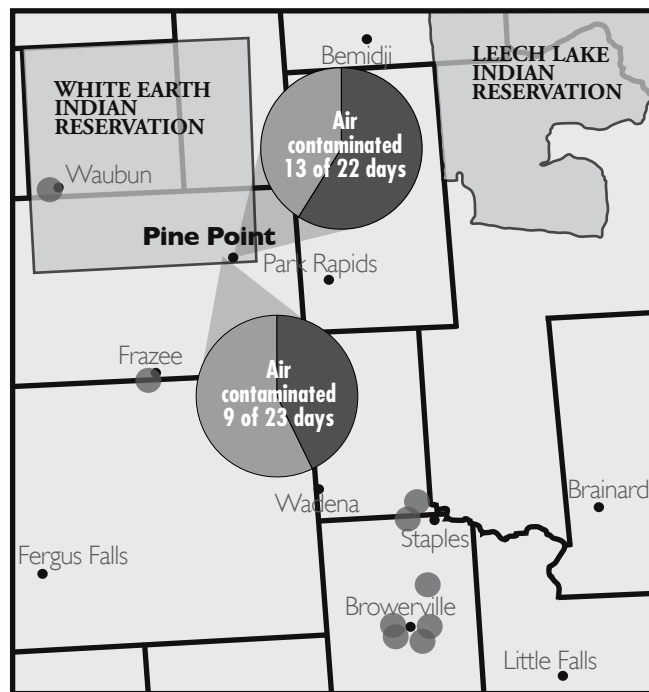 Bemidji
WHITE EARTH
INDIAN
RESERVATION
LEECH LAKE
INDIAN
RESERVATION
Air
contaminated
13 of 22 days
Waubun
Pine Point
Park Rapids
Frazee
Air
contaminated
9 of 23 days
Wadena
Brainard
Staples
Fergus Falls
Browerville
Little Falls